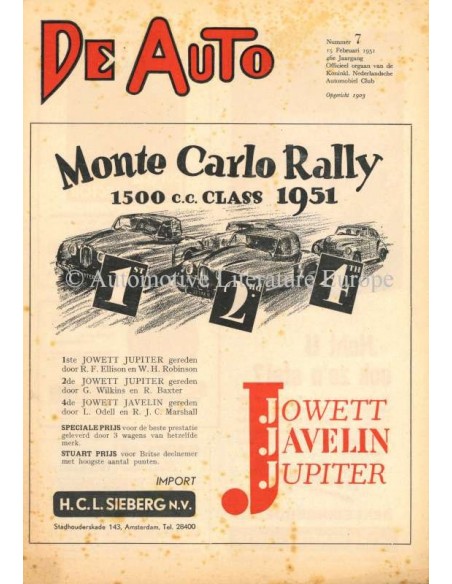 De Auto
Nummer 7
15 Februari 1951
46e Jaargang
Officieel orgaan van de
Koninkl. Nederlandsche
Automobiel Club
Opgericht 1909
Monte Carlo Rally
1500 C.C. CLASS 1951
1ST 2ND 4TH
© Automotive Literature Europe
1ste JOWETT JUPITER gereden
door R. F. Ellison en W. H. Robinson
2de JOWETT JUPITER gereden
door G. Wilkins en R. Baxter
4de JOWETT JAVELIN gereden
door L. Odell en R. J. C. Marshall
SPECIALE PRIJS voor de beste prestatie
geleverd door 3 wagens van hetzelfde
merk.
STUART PRIJS voor Britse deelnemer
met hoogste aantal punten.
JOWETT
JAVELIN
JUPITER
IMPORT
H.C.L. SIEBERG N.V.
Stadhouderskade 143, Amsterdam, Tel. 28400